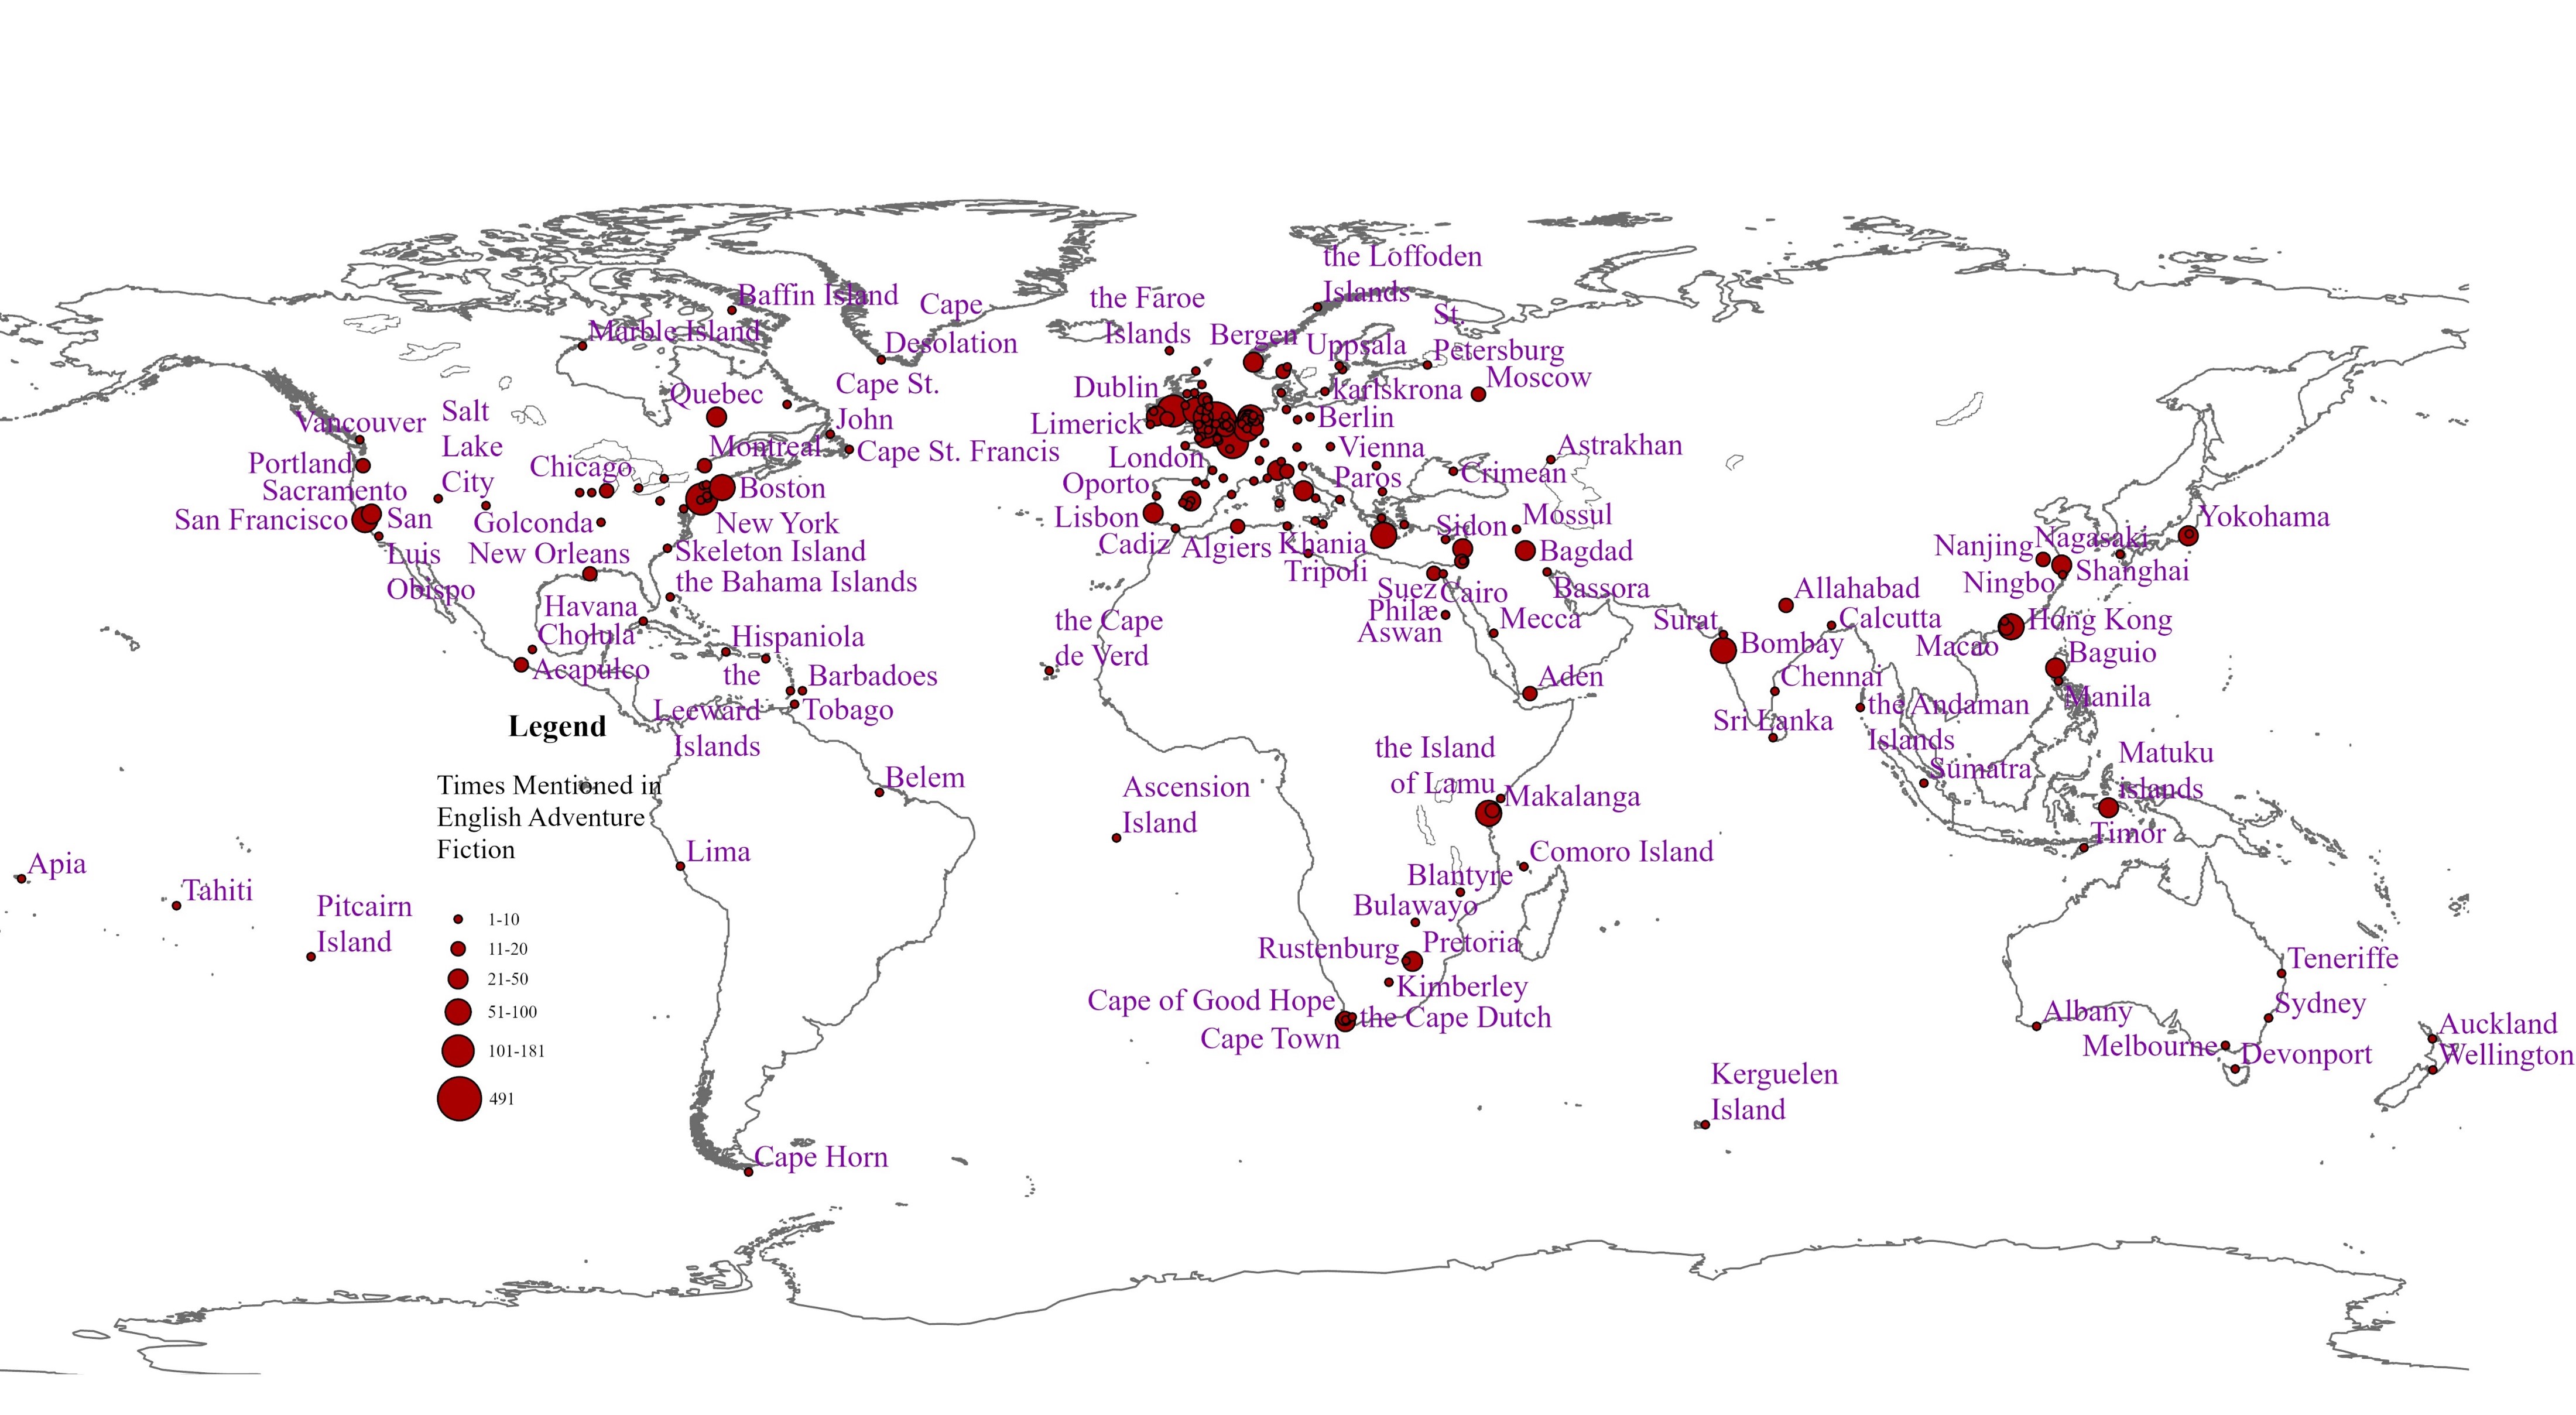 the Loffoden
Islands
Baffin Island
Cape
Desolation
the Faroe
Islands
Bergen
Uppsala
St.
Petersburg
Marble Island
Moscow
Quebec
Cape St.
John
Dublin
karlskrona
Vancouver
Salt
Lake
City
Limerick
Berlin
Montreal
Cape St. Francis
Vienna
Astrakhan
Portland
Chicago
London
Crimean
Sacramento
Boston
Oporto
Paros
San Francisco
San
Luis
Obispo
Golconda
New York
Lisbon
Sidon
Mossul
Yokohama
New Orleans
Skeleton Island
Cadiz
Algiers
Khania
Bagdad
Nanjing
Nagasaki
Tripoli
Shanghai
the Bahama Islands
Suez
Cairo
Bassora
Allahabad
Ningbo
Havana
Philæ
Aswan
Mecca
Surat
Calcutta
Hong Kong
Cholula
Hispaniola
the Cape
de Verd
Bombay
Macao
Baguio
Acapulco
the
Leeward
Islands
Barbadoes
Aden
Chennai
Manila
Tobago
Sri Lanka
the Andaman
Islands
Legend
Times Mentioned in
English Adventure
Fiction
1-10
11-20
21-50
51-100
101-181
491
Belem
Ascension
Island
the Island
of Lamu
Makalanga
Sumatra
Matuku
islands
Timor
Apia
Tahiti
Pitcairn
Island
Lima
Comoro Island
Blantyre
Bulawayo
Rustenburg
Pretoria
Kimberley
Cape of Good Hope
the Cape Dutch
Cape Town
Teneriffe
Sydney
Albany
Melbourne
Devonport
Auckland
Wellington
Kerguelen
Island
Cape Horn